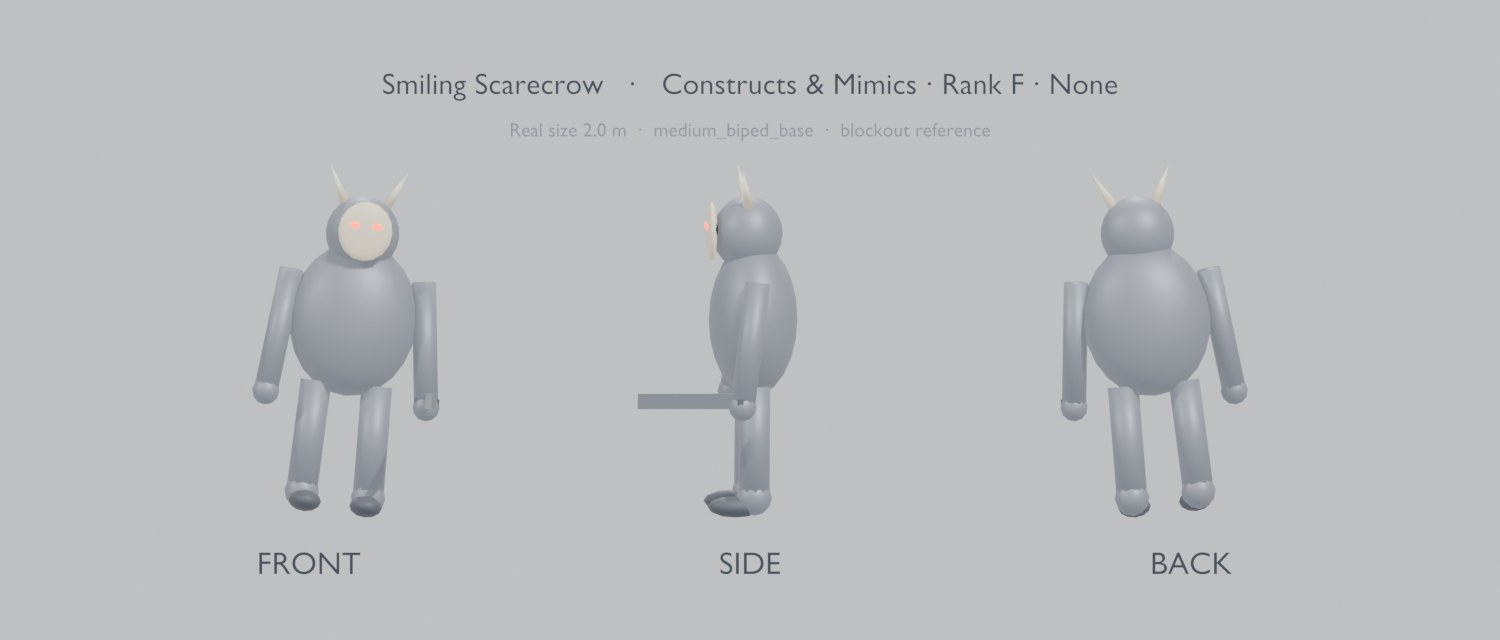 Smiling Scarecrow · Constructs & Mimics · Rank F · None
Real size 2.0 m · medium_biped_base · blockout reference
FRONT SIDE BACK